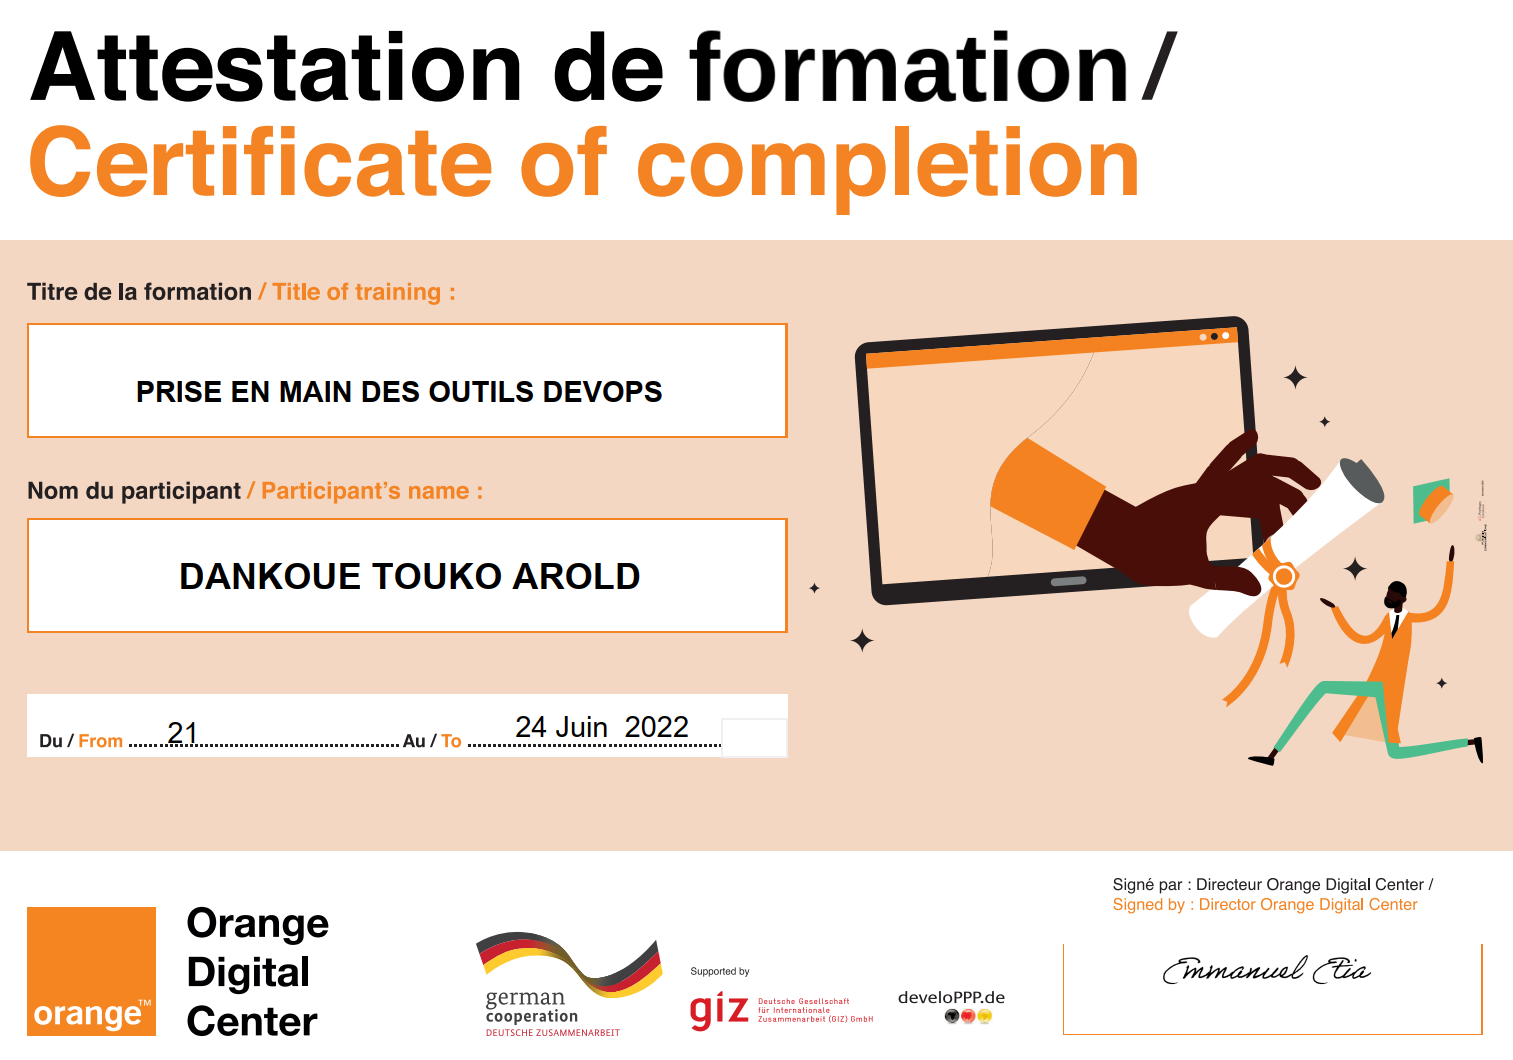 Attestation de formation /
Certificate of completion
Titre de la formation / Title of training :
PRISE EN MAIN DES OUTILS DEVOPS
Nom du participant / Participant's name :
DANKOUE TOUKO AROLD
Du / From 21 Au / To 24 Juin 2022
Signé par : Directeur Orange Digital Center /
Signed by : Director Orange Digital Center
Emmanuel Etia
orange™
Orange
Digital
Center
german
cooperation
DEUTSCHE ZUSAMMENARBEIT
Supported by
giz
Deutsche Gesellschaft
für Internationale
Zusammenarbeit (GIZ) GmbH
develoPPP.de